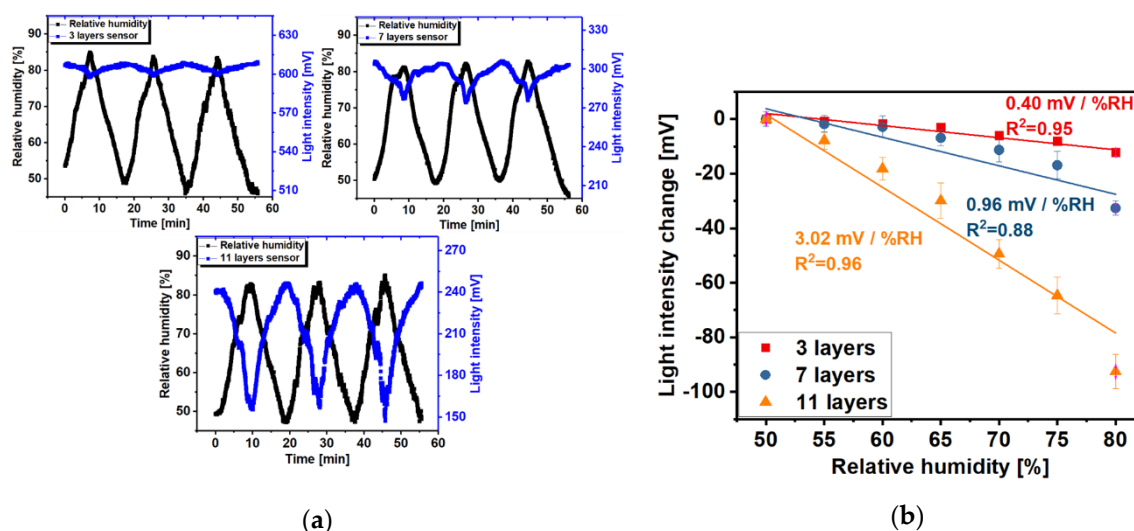 Relative humidity
3 layers sensor
Relative humidity [%]
90
80
70
60
50
Light intensity [mV]
630
600
570
540
510
0 10 20 30 40 50 60
Time [min]
Relative humidity
7 layers sensor
Relative humidity [%]
90
80
70
60
50
Light intensity [mV]
330
300
270
240
210
0 10 20 30 40 50 60
Time [min]
Relative humidity
11 layers sensor
Relative humidity [%]
90
80
70
60
50
Light intensity [mV]
270
240
210
180
150
0 10 20 30 40 50 60
Time [min]
(a)
Light intensity change [mV]
0
-20
-40
-60
-80
-100
0.40 mV / %RH
R²=0.95
0.96 mV / %RH
R²=0.88
3.02 mV / %RH
R²=0.96
3 layers
7 layers
11 layers
50 55 60 65 70 75 80
Relative humidity [%]
(b)